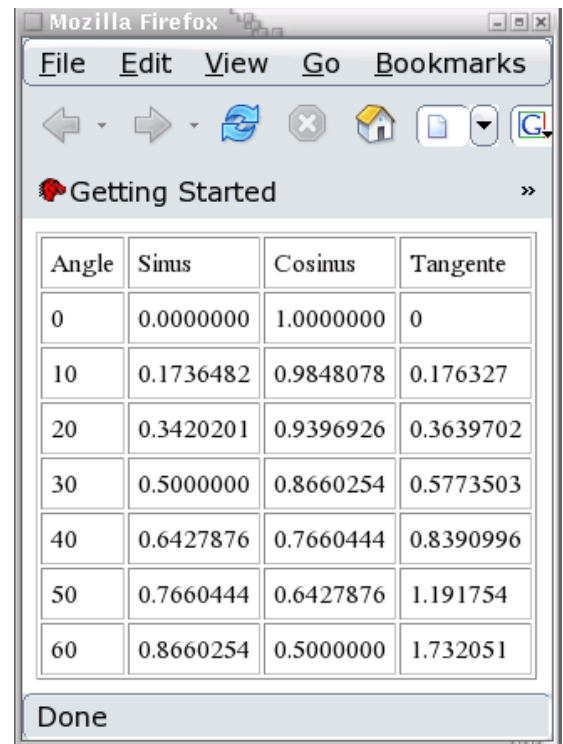 Mozilla Firefox
File Edit View Go Bookmarks
G
Getting Started »
Angle Sinus Cosinus Tangente
0 0.0000000 1.0000000 0
10 0.1736482 0.9848078 0.176327
20 0.3420201 0.9396926 0.3639702
30 0.5000000 0.8660254 0.5773503
40 0.6427876 0.7660444 0.8390996
50 0.7660444 0.6427876 1.191754
60 0.8660254 0.5000000 1.732051
Done